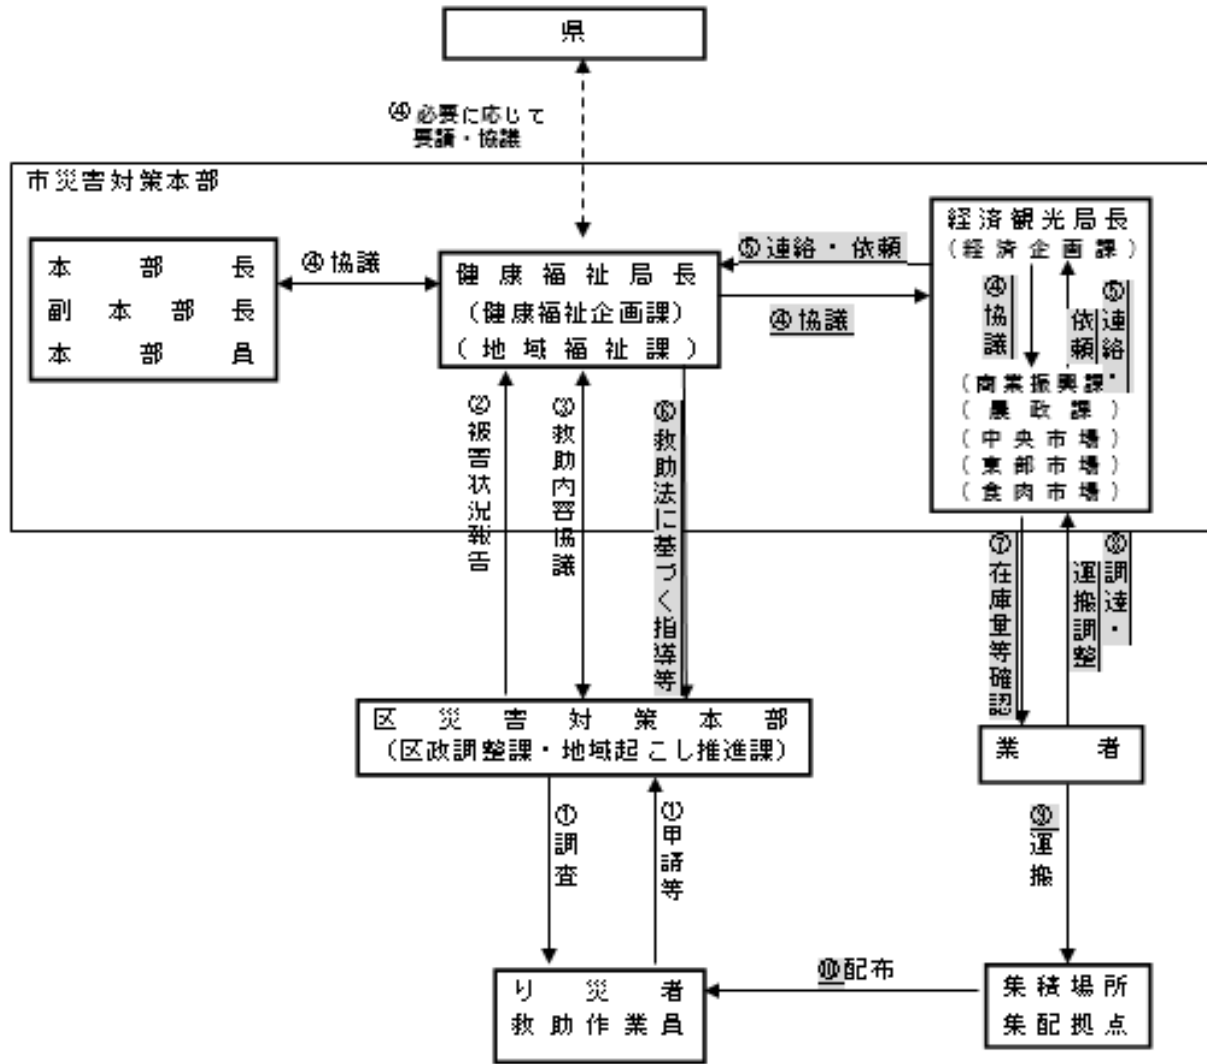 県
④必要に応じて
要請・協議
市災害対策本部
本部長
副本部長
本部員
④協議
健康福祉局長
(健康福祉企画課)
(地域福祉課)
⑤連絡・依頼
④協議
経済観光局長
(経済企画課)
④協議
⑤連絡・
依頼
(商業振興課)
(農政課)
(中央市場)
(東部市場)
(食肉市場)
②被害状況報告
③救助内容協議
⑥救助法に基づく指導等
⑦在庫量等確認
⑧調達・
運搬調整
区災害対策本部
(区政調整課・地域起こし推進課)
業者
①調査
①申請等
⑨運搬
り災者
救助作業員
⑩配布
集積場所
集配拠点